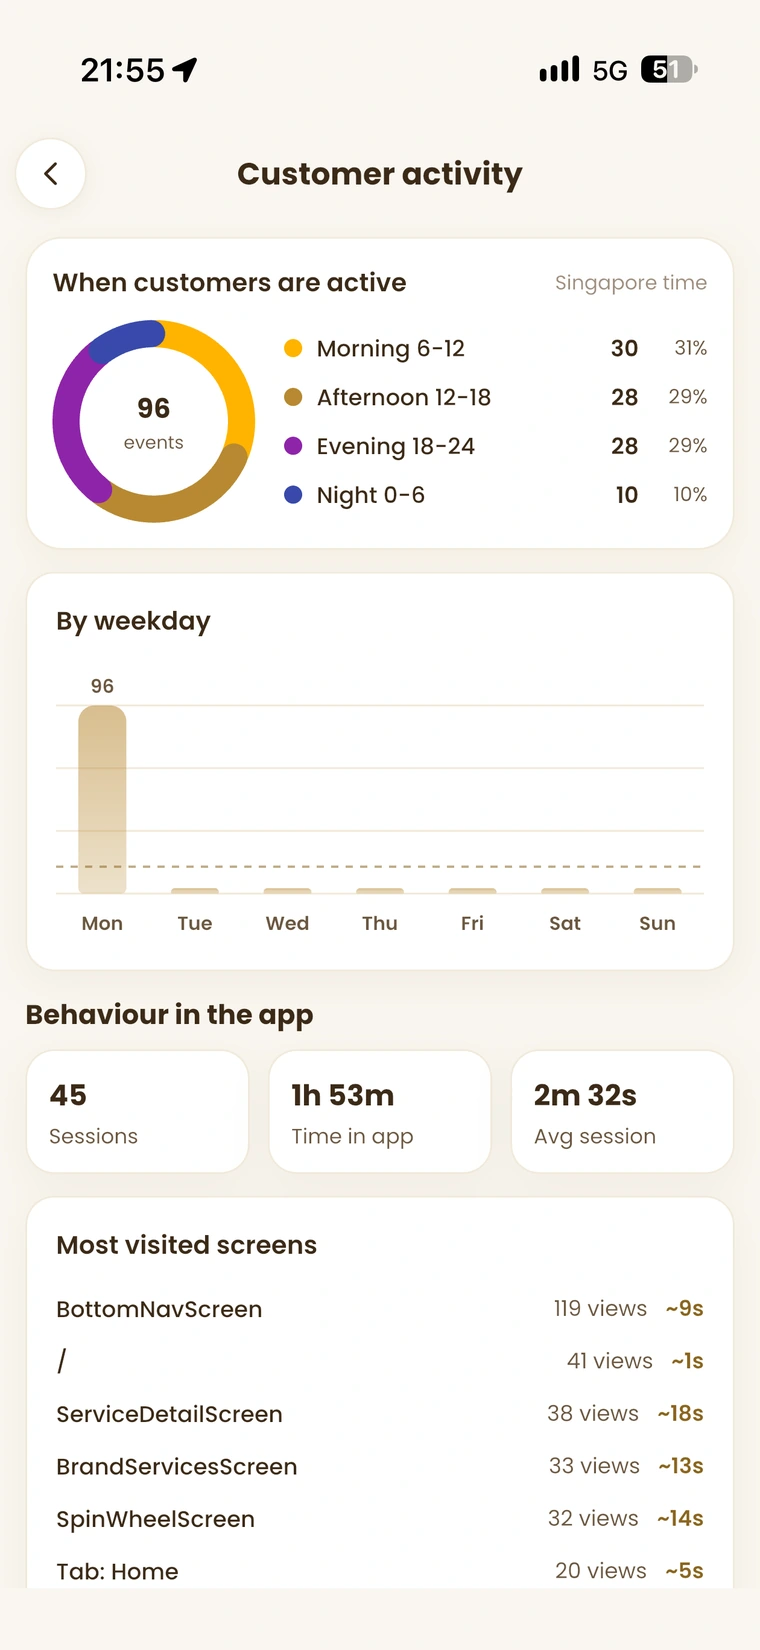 21:55
5G
51
Customer activity
When customers are active
Singapore time
96
events
Morning 6-12 30 31%
Afternoon 12-18 28 29%
Evening 18-24 28 29%
Night 0-6 10 10%
By weekday
96
Mon Tue Wed Thu Fri Sat Sun
Behaviour in the app
45
Sessions
1h 53m
Time in app
2m 32s
Avg session
Most visited screens
BottomNavScreen 119 views ~9s
/ 41 views ~1s
ServiceDetailScreen 38 views ~18s
BrandServicesScreen 33 views ~13s
SpinWheelScreen 32 views ~14s
Tab: Home 20 views ~5s